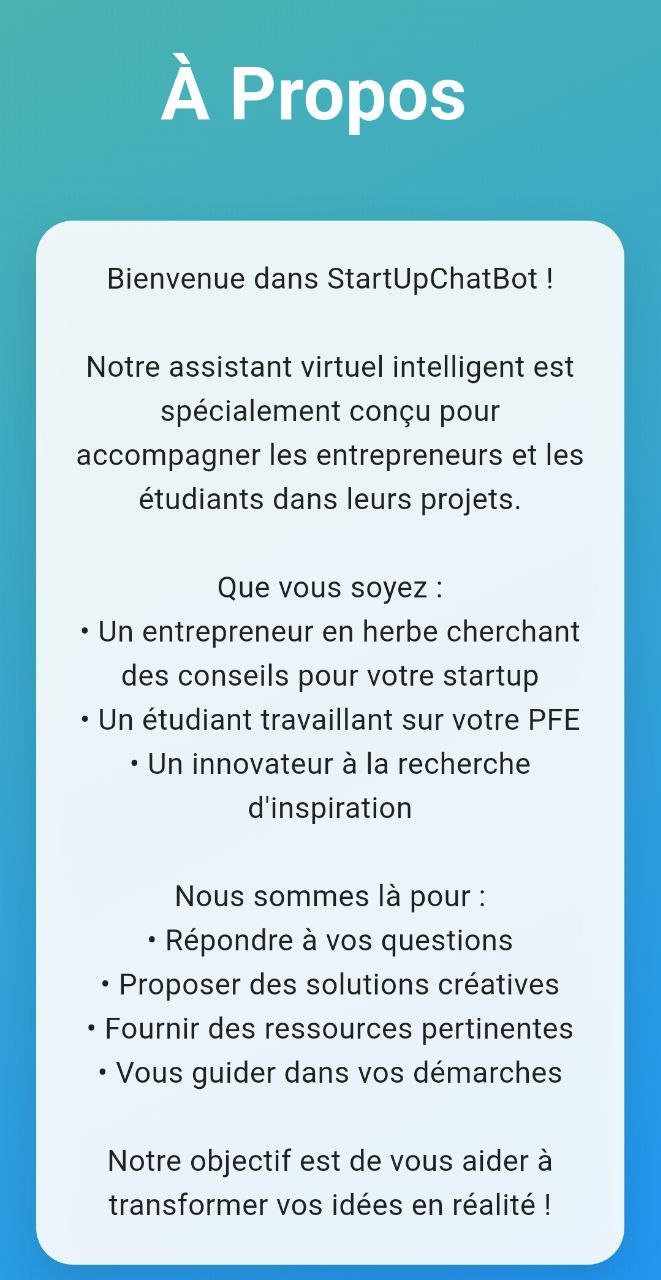 À Propos
Bienvenue dans StartUpChatBot !
Notre assistant virtuel intelligent est
spécialement conçu pour
accompagner les entrepreneurs et les
étudiants dans leurs projets.
Que vous soyez :
• Un entrepreneur en herbe cherchant
des conseils pour votre startup
• Un étudiant travaillant sur votre PFE
• Un innovateur à la recherche
d'inspiration
Nous sommes là pour :
• Répondre à vos questions
• Proposer des solutions créatives
• Fournir des ressources pertinentes
• Vous guider dans vos démarches
Notre objectif est de vous aider à
transformer vos idées en réalité !